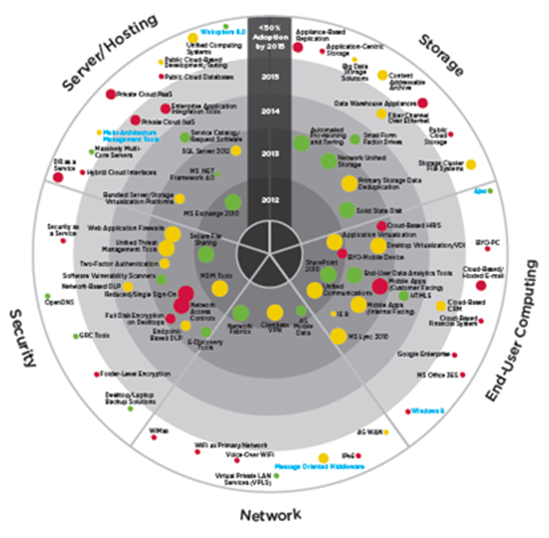 Server/Hosting
Storage
<50%
Adoption
by 2015
2015
2014
2013
2012
Websphere 8.0
Unified Computing
Systems
Public Cloud-Based
Development/Testing
Public Cloud Databases
Private Cloud PaaS
Enterprise Application
Integration Tools
Private Cloud IaaS
Multi-Architecture
Management Tools
Service Catalog/
Request Software
Massively Multi-
Core Servers
SQL Server 2012
DR as a
Service
Hybrid Cloud Interfaces
MS .NET
Framework 4.0
Bundled Server/Storage
Virtualization Platforms
MS Exchange 2010
Appliance-Based
Replication
Application-Centric
Storage
Big Data
Storage
Solutions
Content
Addressable
Archive
Data Warehouse Appliances
Fiber Channel
Over Ethernet
Public
Cloud
Storage
Automated
Provisioning
and Tiering
Small Form
Factor Drives
Network Unified
Storage
Storage Cluster
File Systems
Primary Storage Data
Deduplication
Solid State Disk
Ajax
Cloud-Based HRIS
Application Virtualization
Desktop Virtualization/VDI
BYO-PC
BYO-Mobile Device
SharePoint
2010
End-User Data Analytics Tools
Cloud-Based/
Hosted E-mail
Unified
Communications
Mobile Apps
(Customer Facing)
HTML5
Mobile Apps
(Internal Facing)
Cloud-Based
CRM
Cloud-Based
Financial System
IE 9
MS Lync 2010
Google Enterprise
MS Office 365
Windows 8
End-User Computing
Security as
a Service
Web Application Firewalls
Secure File
Sharing
Unified Threat
Management Tools
Two-Factor Authentication
Software Vulnerability Scanners
MDM Tools
Network-Based DLP
Reduced/Single Sign-On
OpenDNS
Network
Access
Controls
Full Disk Encryption
on Desktops
Endpoint-
Based DLP
E-Discovery
Tools
GRC Tools
Folder-Level Encryption
Desktop/Laptop
Backup Solutions
Security
Network
Fabrics
Clientless
VPN
4G
Mobile
Data
WiMax
WiFi as Primary Network
Voice-Over WiFi
Virtual Private LAN
Services (VPLS)
Message Oriented Middleware
IPv6
4G WAN
Network